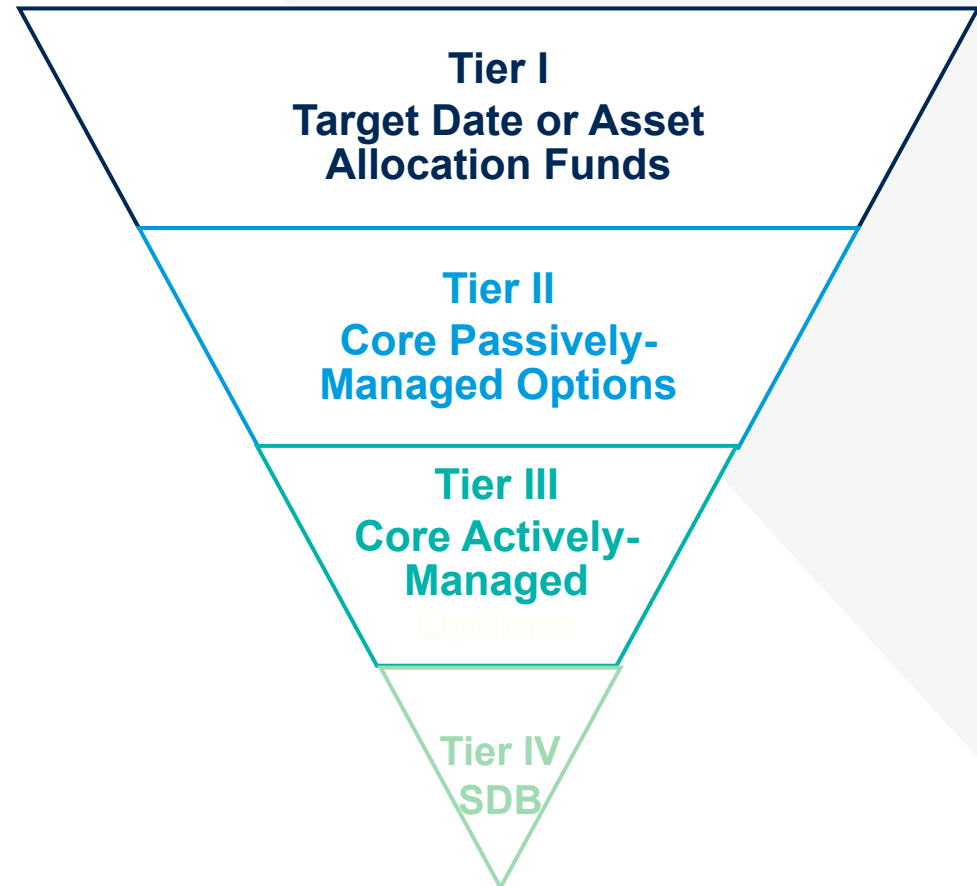 Tier I
Target Date or Asset
Allocation Funds
Tier II
Core Passively-
Managed Options
Tier III
Core Actively-
Managed
Options
Tier IV
SDB